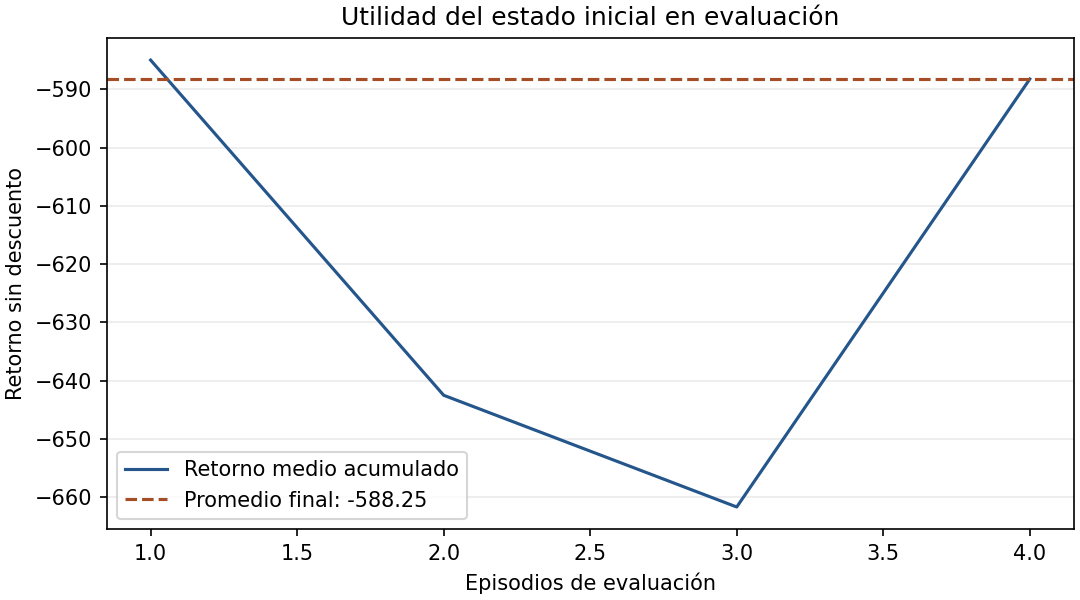 Utilidad del estado inicial en evaluación
Retorno sin descuento
−590
−600
−610
−620
−630
−640
−650
−660
Retorno medio acumulado
Promedio final: -588.25
1.0 1.5 2.0 2.5 3.0 3.5 4.0
Episodios de evaluación